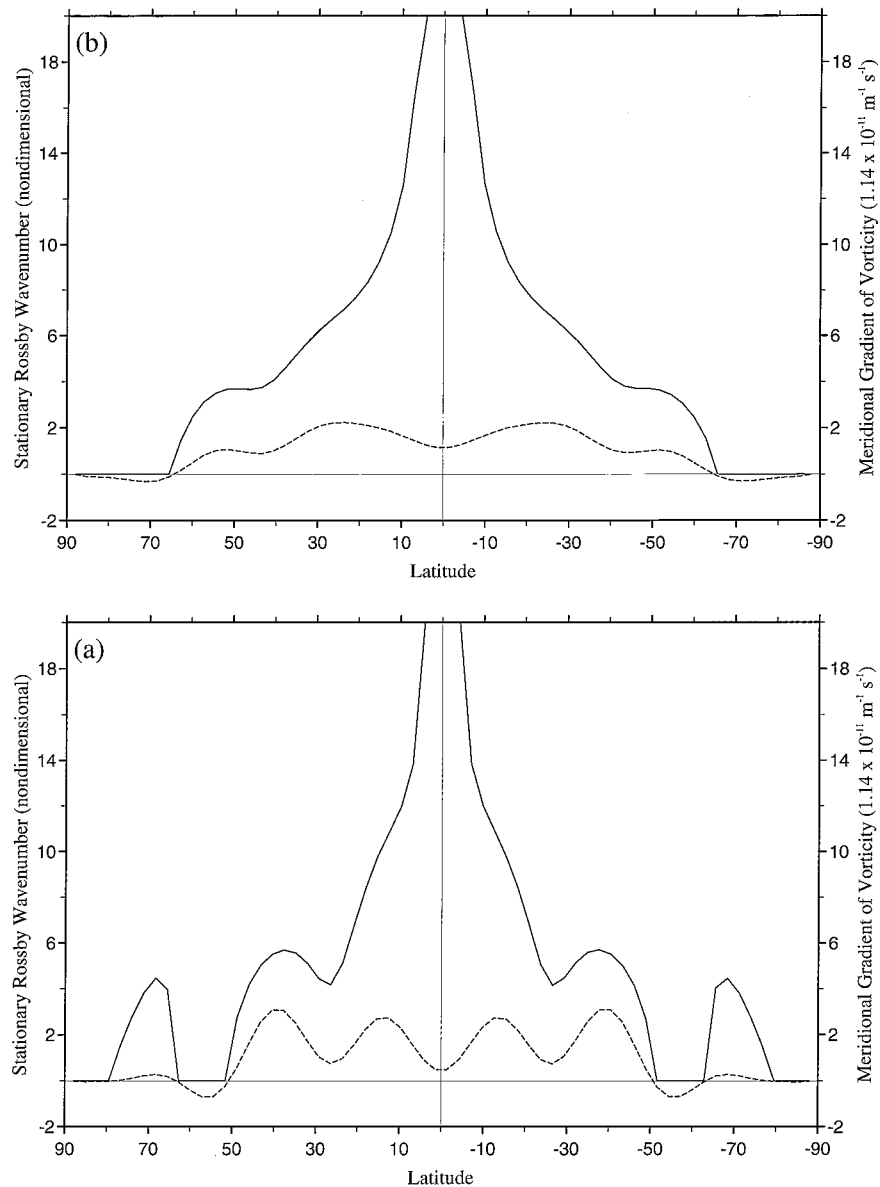 (b)
Stationary Rossby Wavenumber (nondimensional)
18
14
10
6
2
-2
Meridional Gradient of Vorticity (1.14 x 10⁻¹¹ m⁻¹ s⁻¹)
18
14
10
6
2
-2
90 70 50 30 10 -10 -30 -50 -70 -90
Latitude
(a)
Stationary Rossby Wavenumber (nondimensional)
18
14
10
6
2
-2
Meridional Gradient of Vorticity (1.14 x 10⁻¹¹ m⁻¹ s⁻¹)
18
14
10
6
2
-2
90 70 50 30 10 -10 -30 -50 -70 -90
Latitude